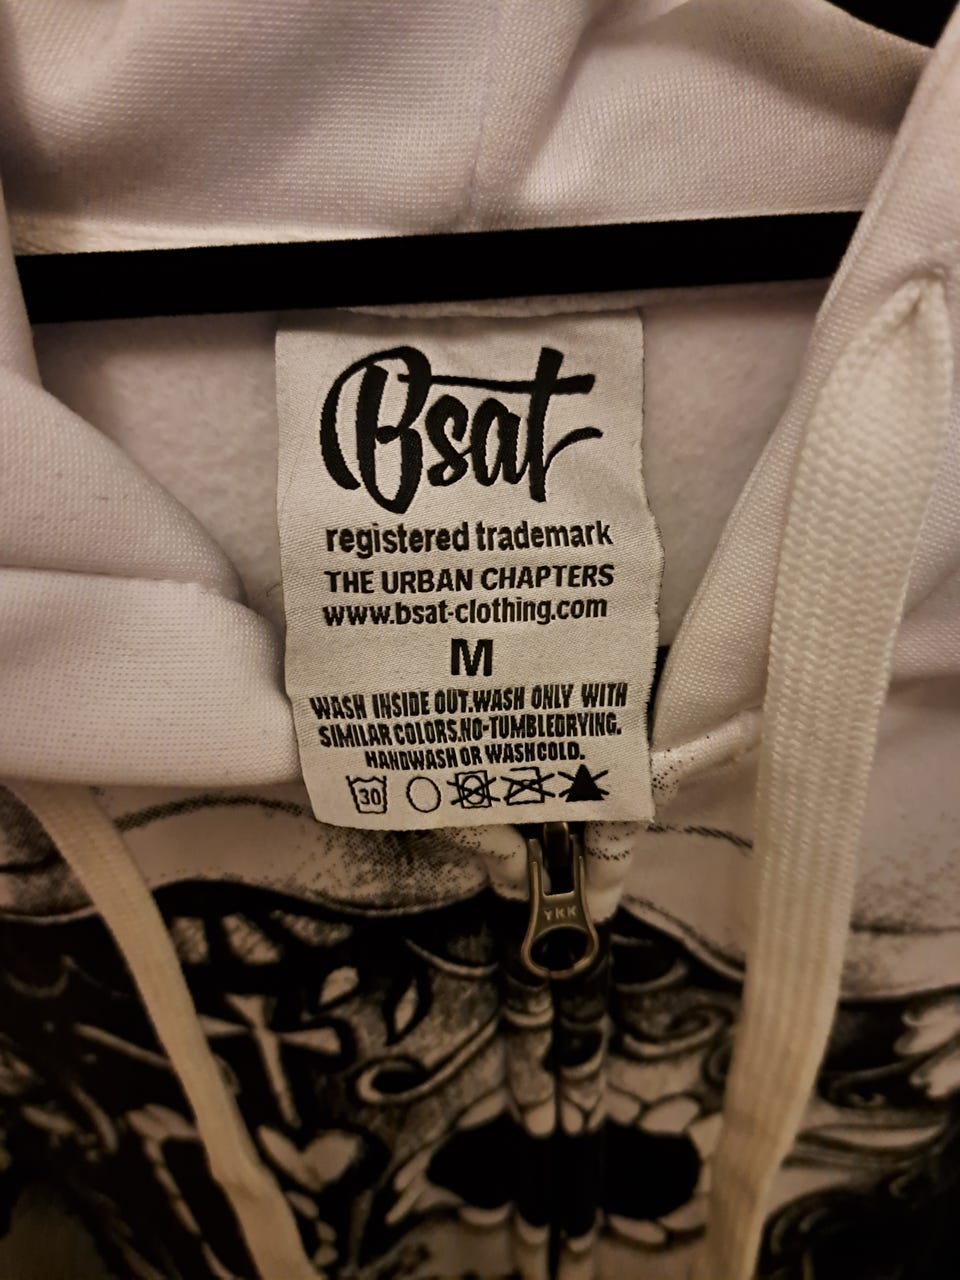 Bsat
registered trademark
THE URBAN CHAPTERS
www.bsat-clothing.com
M
WASH INSIDE OUT.WASH ONLY WITH
SIMILAR COLORS.NO-TUMBLEDRYING.
HANDWASH OR WASHCOLD.
30
YKK